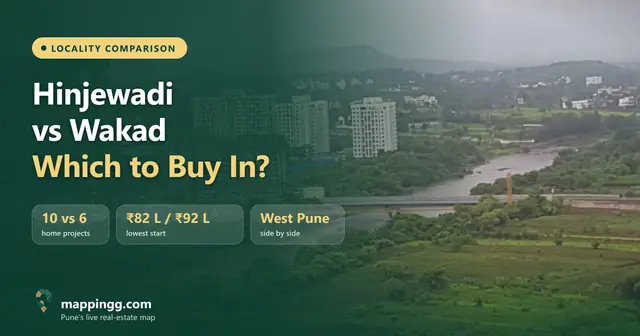 LOCALITY COMPARISON
Hinjewadi
vs Wakad
Which to Buy In?
10 vs 6
home projects
₹82 L / ₹92 L
lowest start
West Pune
side by side
mappingg.com
Pune's live real-estate map